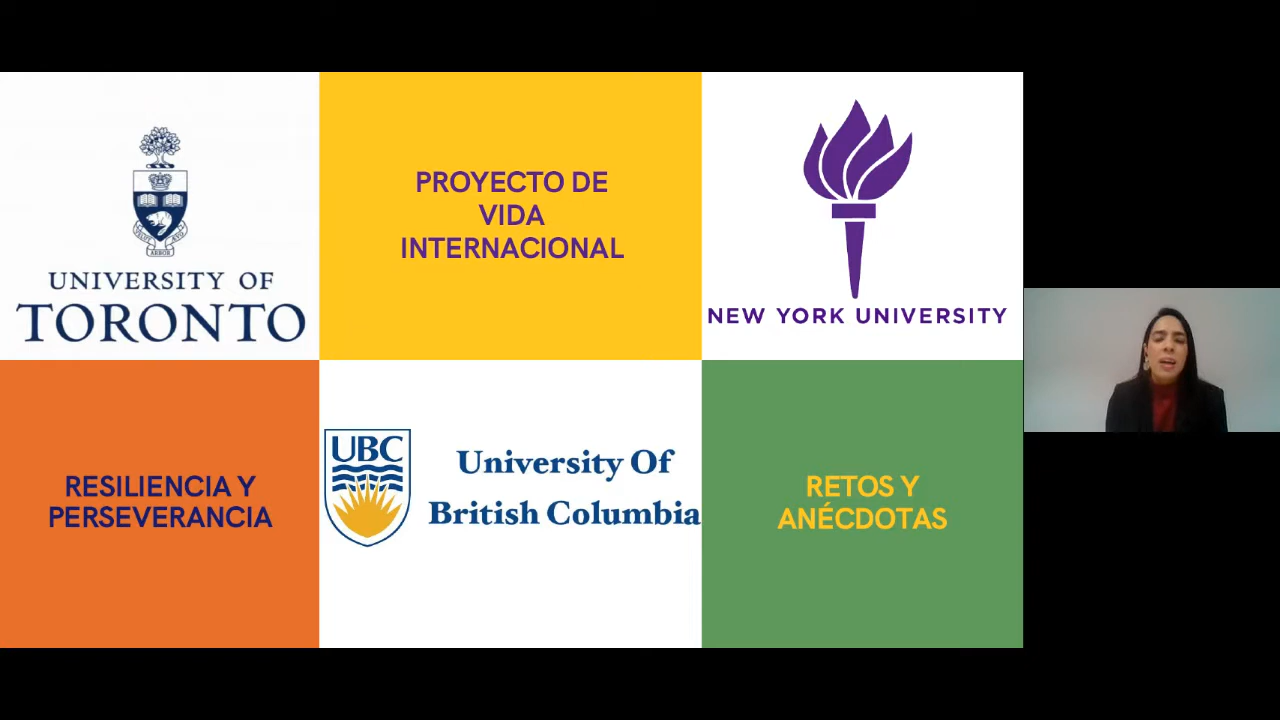 UNIVERSITY OF
TORONTO
PROYECTO DE
VIDA
INTERNACIONAL
NEW YORK UNIVERSITY
RESILIENCIA Y
PERSEVERANCIA
UBC
University Of
British Columbia
RETOS Y
ANÉCDOTAS